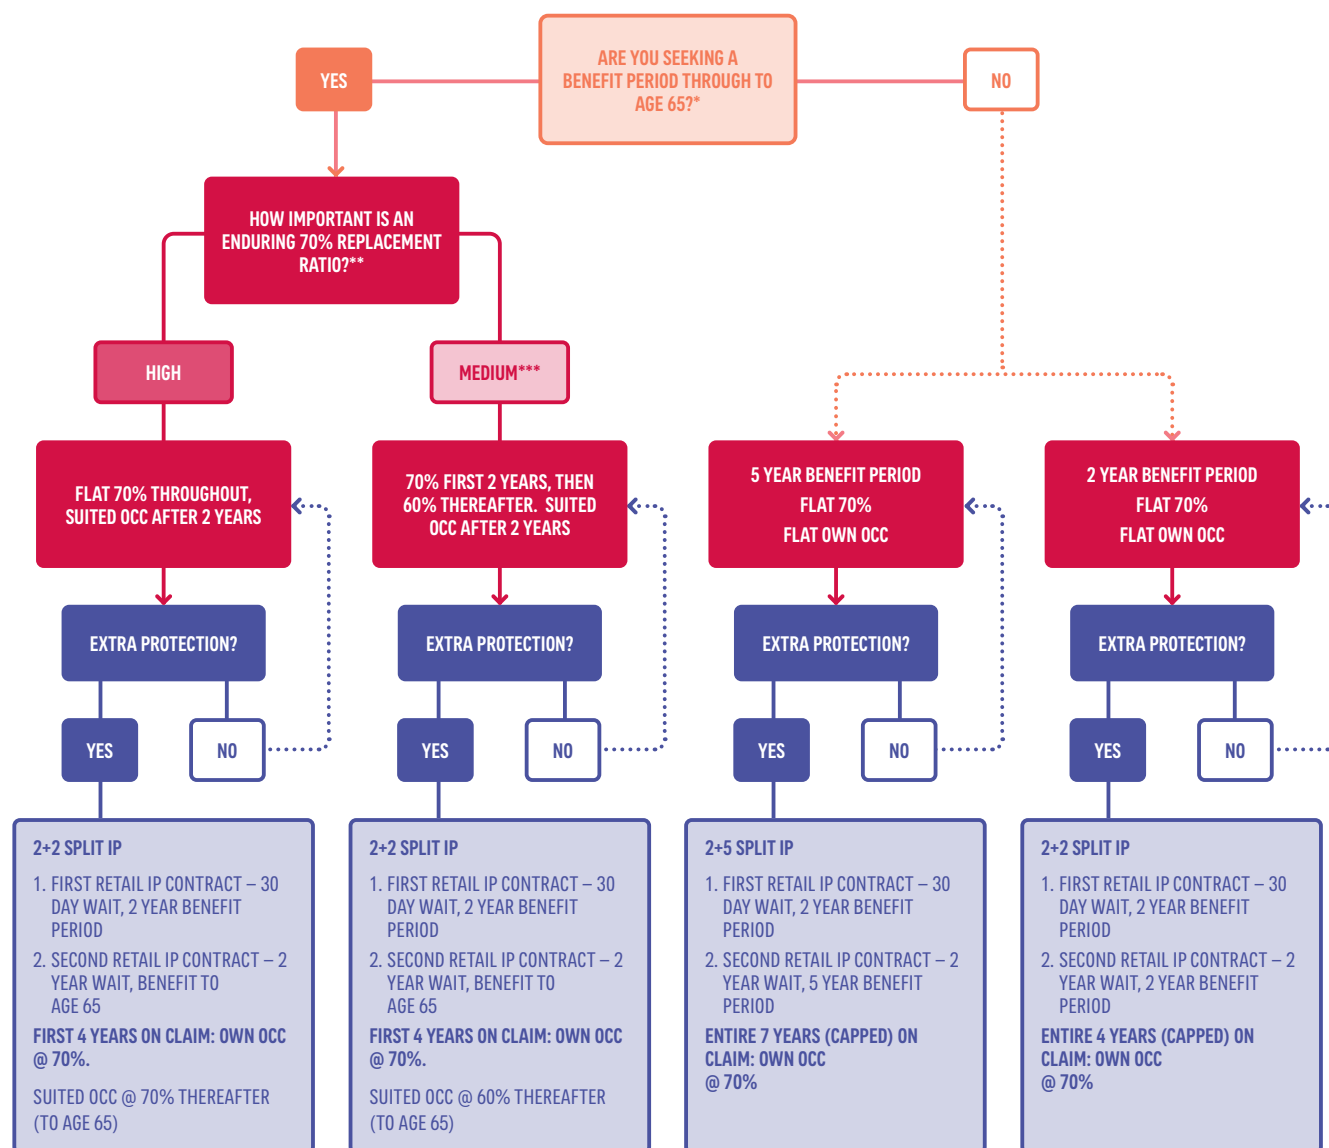 ARE YOU SEEKING A
BENEFIT PERIOD THROUGH TO
AGE 65?*
YES
NO
HOW IMPORTANT IS AN
ENDURING 70% REPLACEMENT
RATIO?**
HIGH
MEDIUM***
FLAT 70% THROUGHOUT,
SUITED OCC AFTER 2 YEARS
70% FIRST 2 YEARS, THEN
60% THEREAFTER. SUITED
OCC AFTER 2 YEARS
5 YEAR BENEFIT PERIOD
FLAT 70%
FLAT OWN OCC
2 YEAR BENEFIT PERIOD
FLAT 70%
FLAT OWN OCC
EXTRA PROTECTION?
EXTRA PROTECTION?
EXTRA PROTECTION?
EXTRA PROTECTION?
YES
NO
YES
NO
YES
NO
YES
NO
2+2 SPLIT IP
1. FIRST RETAIL IP CONTRACT – 30
DAY WAIT, 2 YEAR BENEFIT
PERIOD
2. SECOND RETAIL IP CONTRACT – 2
YEAR WAIT, BENEFIT TO
AGE 65
FIRST 4 YEARS ON CLAIM: OWN OCC
@ 70%.
SUITED OCC @ 70% THEREAFTER
(TO AGE 65)
2+2 SPLIT IP
1. FIRST RETAIL IP CONTRACT – 30
DAY WAIT, 2 YEAR BENEFIT
PERIOD
2. SECOND RETAIL IP CONTRACT – 2
YEAR WAIT, BENEFIT TO
AGE 65
FIRST 4 YEARS ON CLAIM: OWN OCC
@ 70%.
SUITED OCC @ 60% THEREAFTER
(TO AGE 65)
2+5 SPLIT IP
1. FIRST RETAIL IP CONTRACT – 30
DAY WAIT, 2 YEAR BENEFIT
PERIOD
2. SECOND RETAIL IP CONTRACT – 2
YEAR WAIT, 5 YEAR BENEFIT
PERIOD
ENTIRE 7 YEARS (CAPPED) ON
CLAIM: OWN OCC
@ 70%
2+2 SPLIT IP
1. FIRST RETAIL IP CONTRACT – 30
DAY WAIT, 2 YEAR BENEFIT
PERIOD
2. SECOND RETAIL IP CONTRACT – 2
YEAR WAIT, 2 YEAR BENEFIT
PERIOD
ENTIRE 4 YEARS (CAPPED) ON
CLAIM: OWN OCC
@ 70%